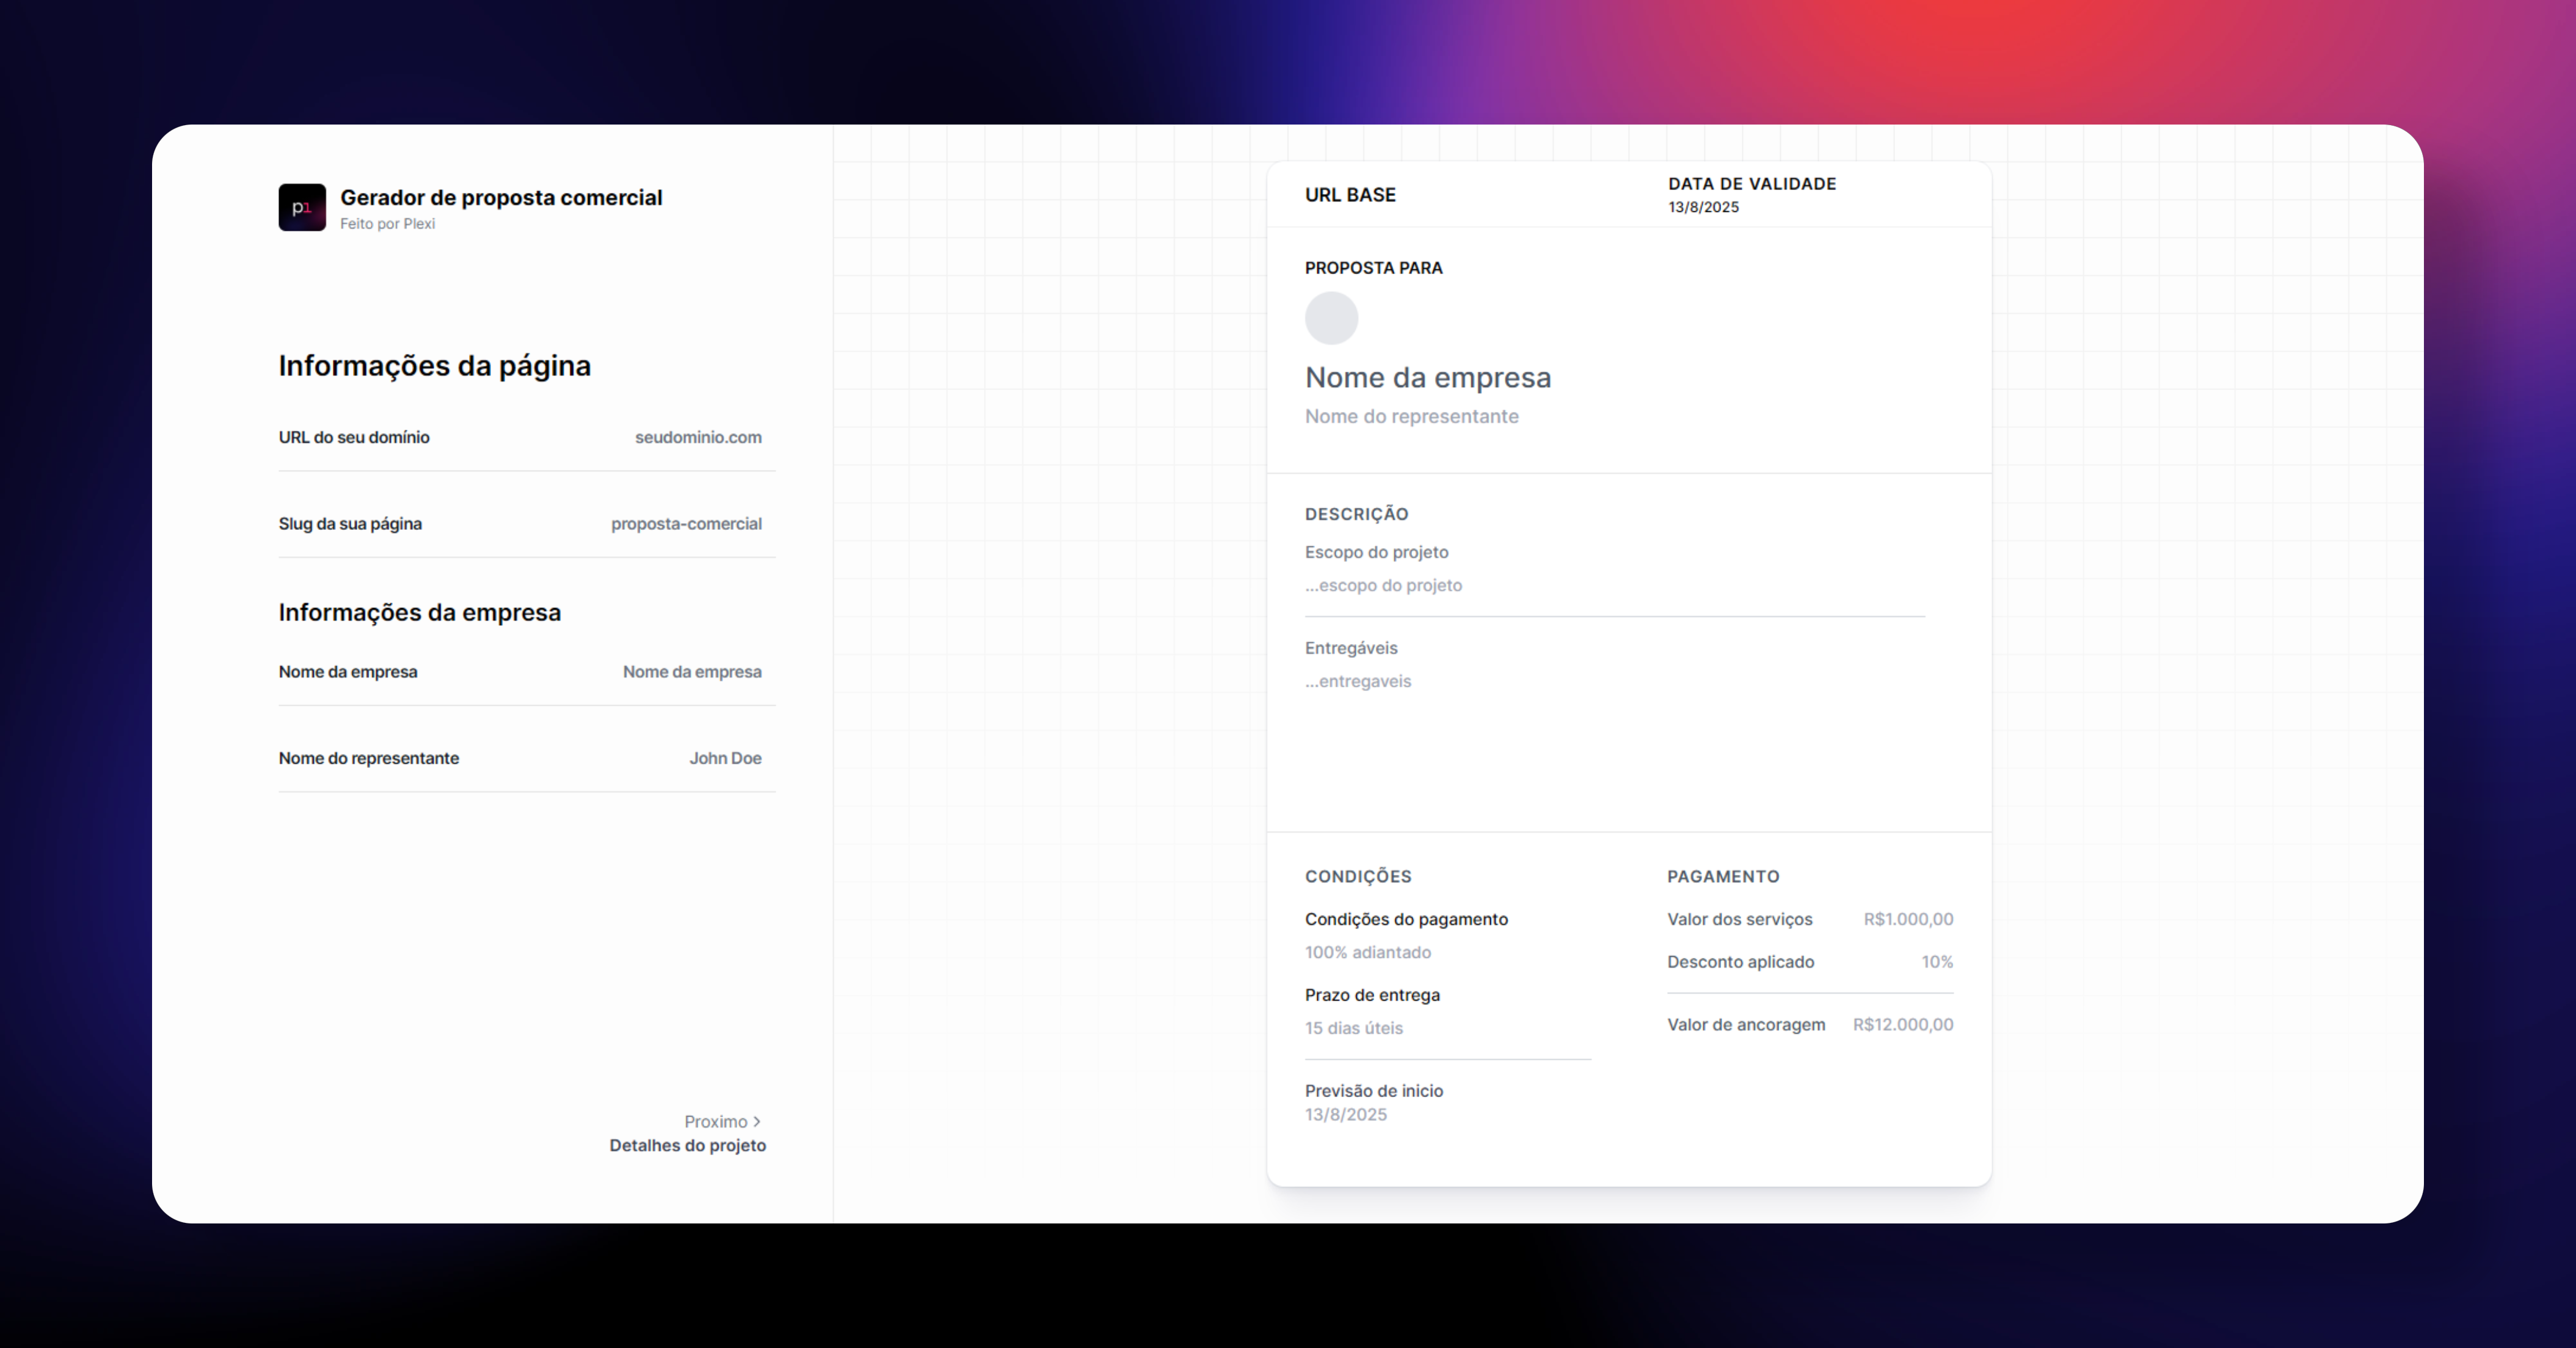 p1
Gerador de proposta comercial
Feito por Plexi
Informações da página
URL do seu domínio seudominio.com
Slug da sua página proposta-comercial
Informações da empresa
Nome da empresa Nome da empresa
Nome do representante John Doe
Proximo >
Detalhes do projeto
URL BASE
DATA DE VALIDADE
13/8/2025
PROPOSTA PARA
Nome da empresa
Nome do representante
DESCRIÇÃO
Escopo do projeto
...escopo do projeto
Entregáveis
...entregaveis
CONDIÇÕES
Condições do pagamento
100% adiantado
Prazo de entrega
15 dias úteis
Previsão de inicio
13/8/2025
PAGAMENTO
Valor dos serviços R$1.000,00
Desconto aplicado 10%
Valor de ancoragem R$12.000,00